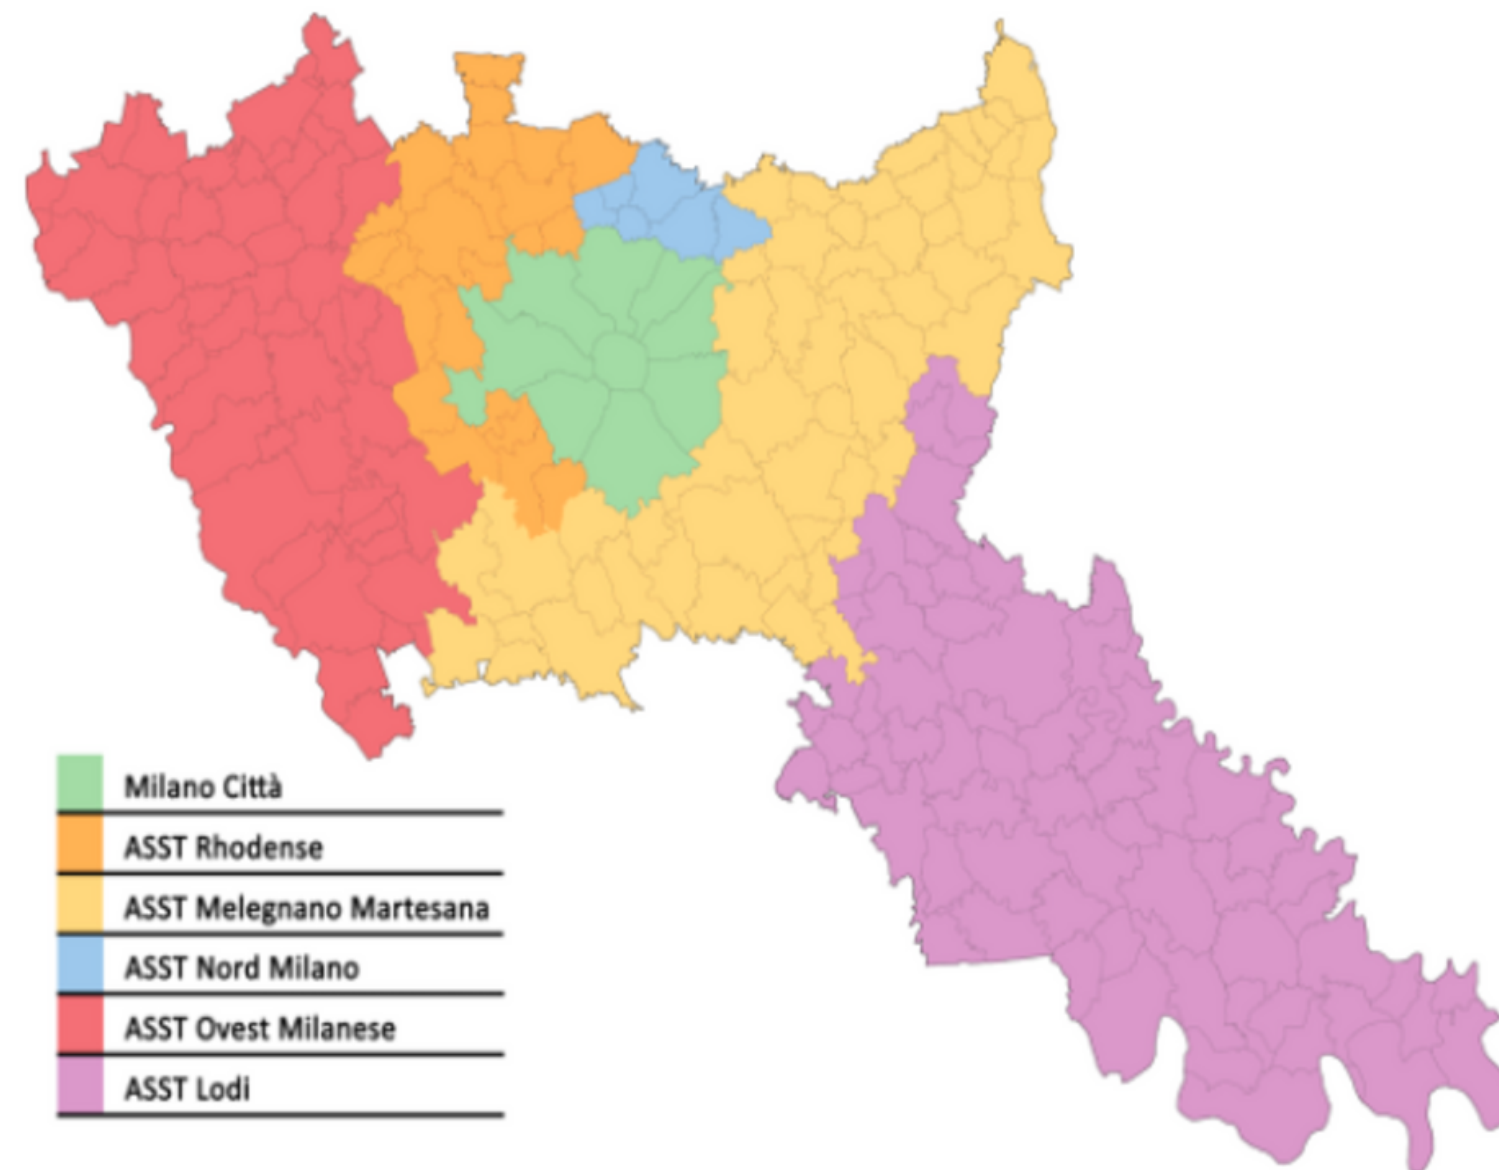 Milano Città
ASST Rhodense
ASST Melegnano Martesana
ASST Nord Milano
ASST Ovest Milanese
ASST Lodi